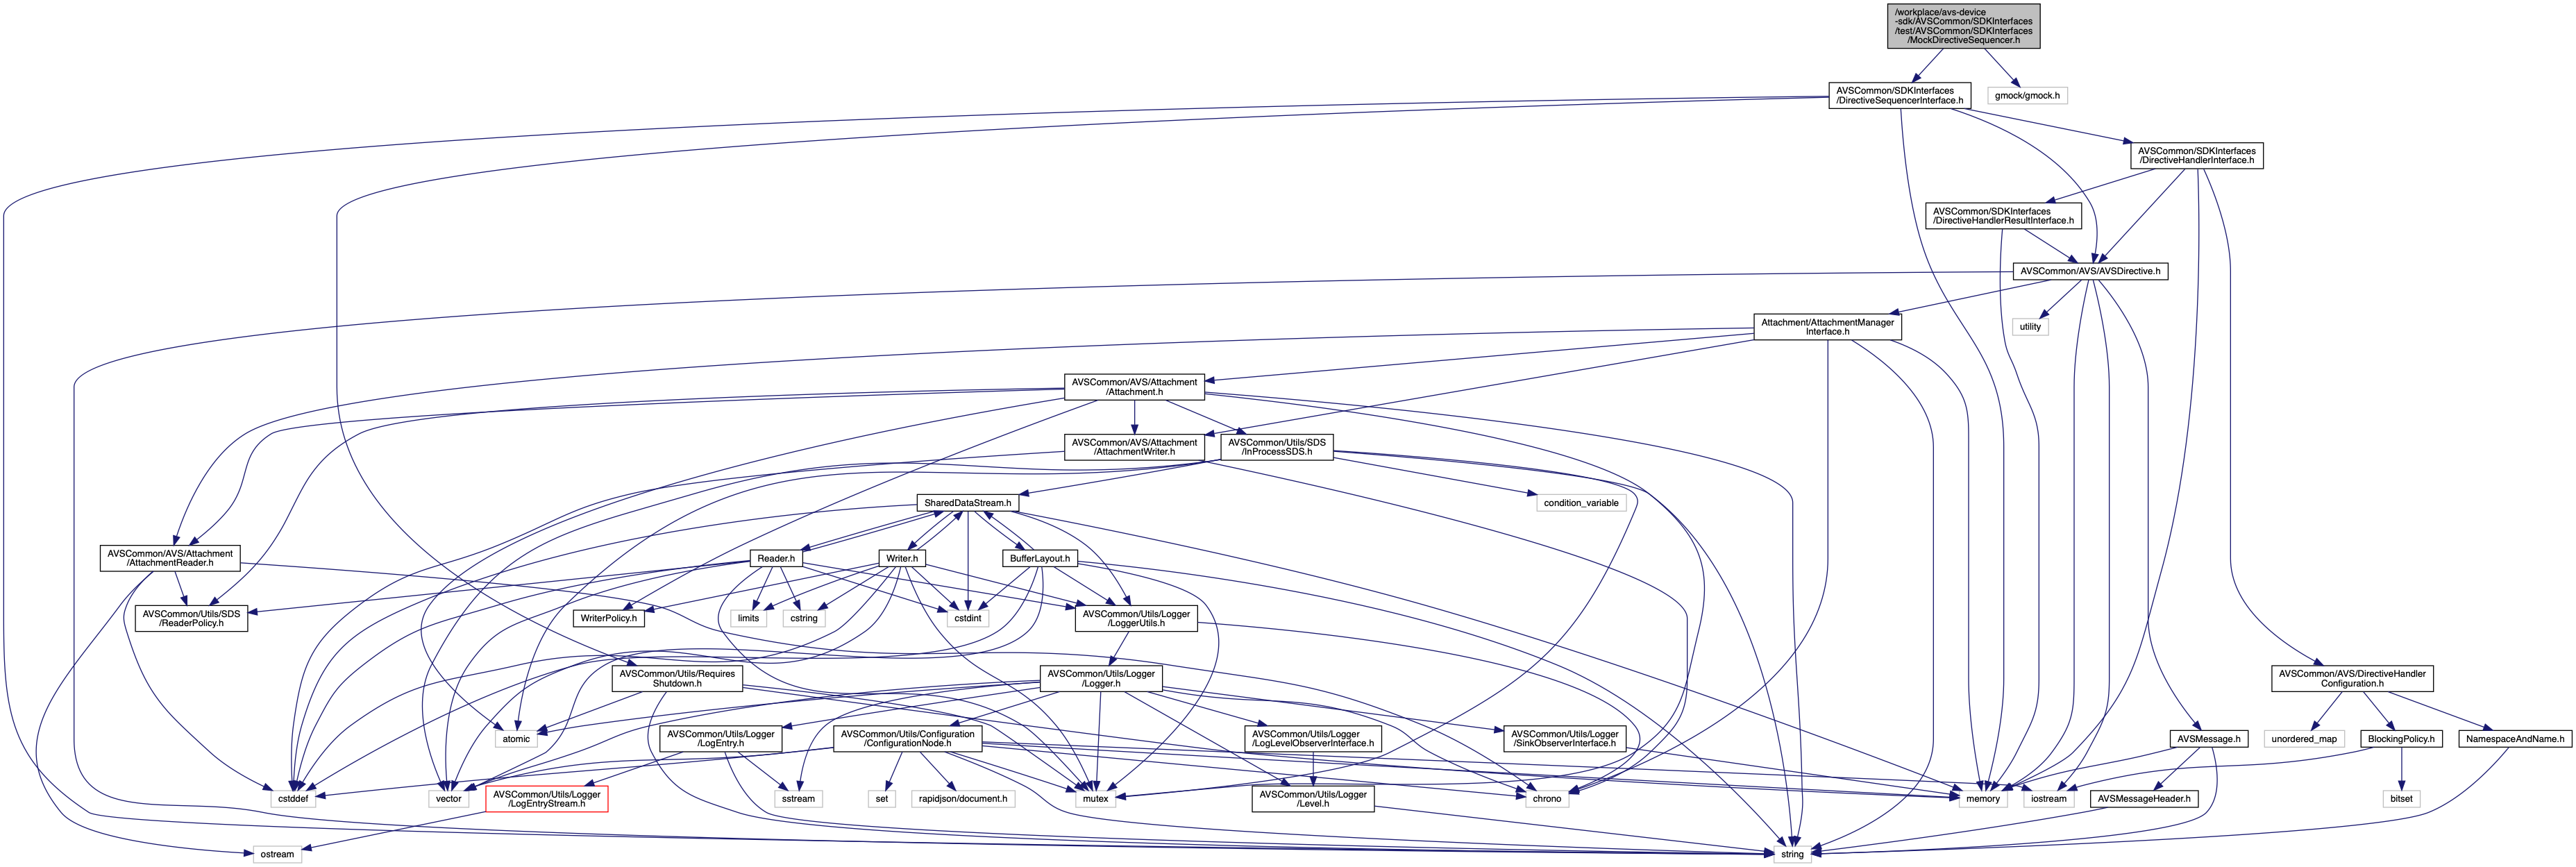 /workplace/avs-device
-sdk/AVSCommon/SDKInterfaces
/test/AVSCommon/SDKInterfaces
/MockDirectiveSequencer.h
AVSCommon/SDKInterfaces
/DirectiveSequencerInterface.h
gmock/gmock.h
AVSCommon/SDKInterfaces
/DirectiveHandlerInterface.h
AVSCommon/SDKInterfaces
/DirectiveHandlerResultInterface.h
AVSCommon/AVS/AVSDirective.h
Attachment/AttachmentManager
Interface.h
utility
AVSCommon/AVS/Attachment
/Attachment.h
AVSCommon/AVS/Attachment
/AttachmentWriter.h
AVSCommon/Utils/SDS
/InProcessSDS.h
SharedDataStream.h
condition_variable
AVSCommon/AVS/Attachment
/AttachmentReader.h
Reader.h
Writer.h
BufferLayout.h
AVSCommon/Utils/SDS
/ReaderPolicy.h
WriterPolicy.h
limits
cstring
cstdint
AVSCommon/Utils/Logger
/LoggerUtils.h
AVSCommon/Utils/Requires
Shutdown.h
AVSCommon/Utils/Logger
/Logger.h
AVSCommon/AVS/DirectiveHandler
Configuration.h
atomic
AVSCommon/Utils/Logger
/LogEntry.h
AVSCommon/Utils/Configuration
/ConfigurationNode.h
AVSCommon/Utils/Logger
/LogLevelObserverInterface.h
AVSCommon/Utils/Logger
/SinkObserverInterface.h
AVSMessage.h
unordered_map
BlockingPolicy.h
NamespaceAndName.h
cstddef
vector
AVSCommon/Utils/Logger
/LogEntryStream.h
sstream
set
rapidjson/document.h
mutex
AVSCommon/Utils/Logger
/Level.h
chrono
memory
iostream
AVSMessageHeader.h
bitset
ostream
string